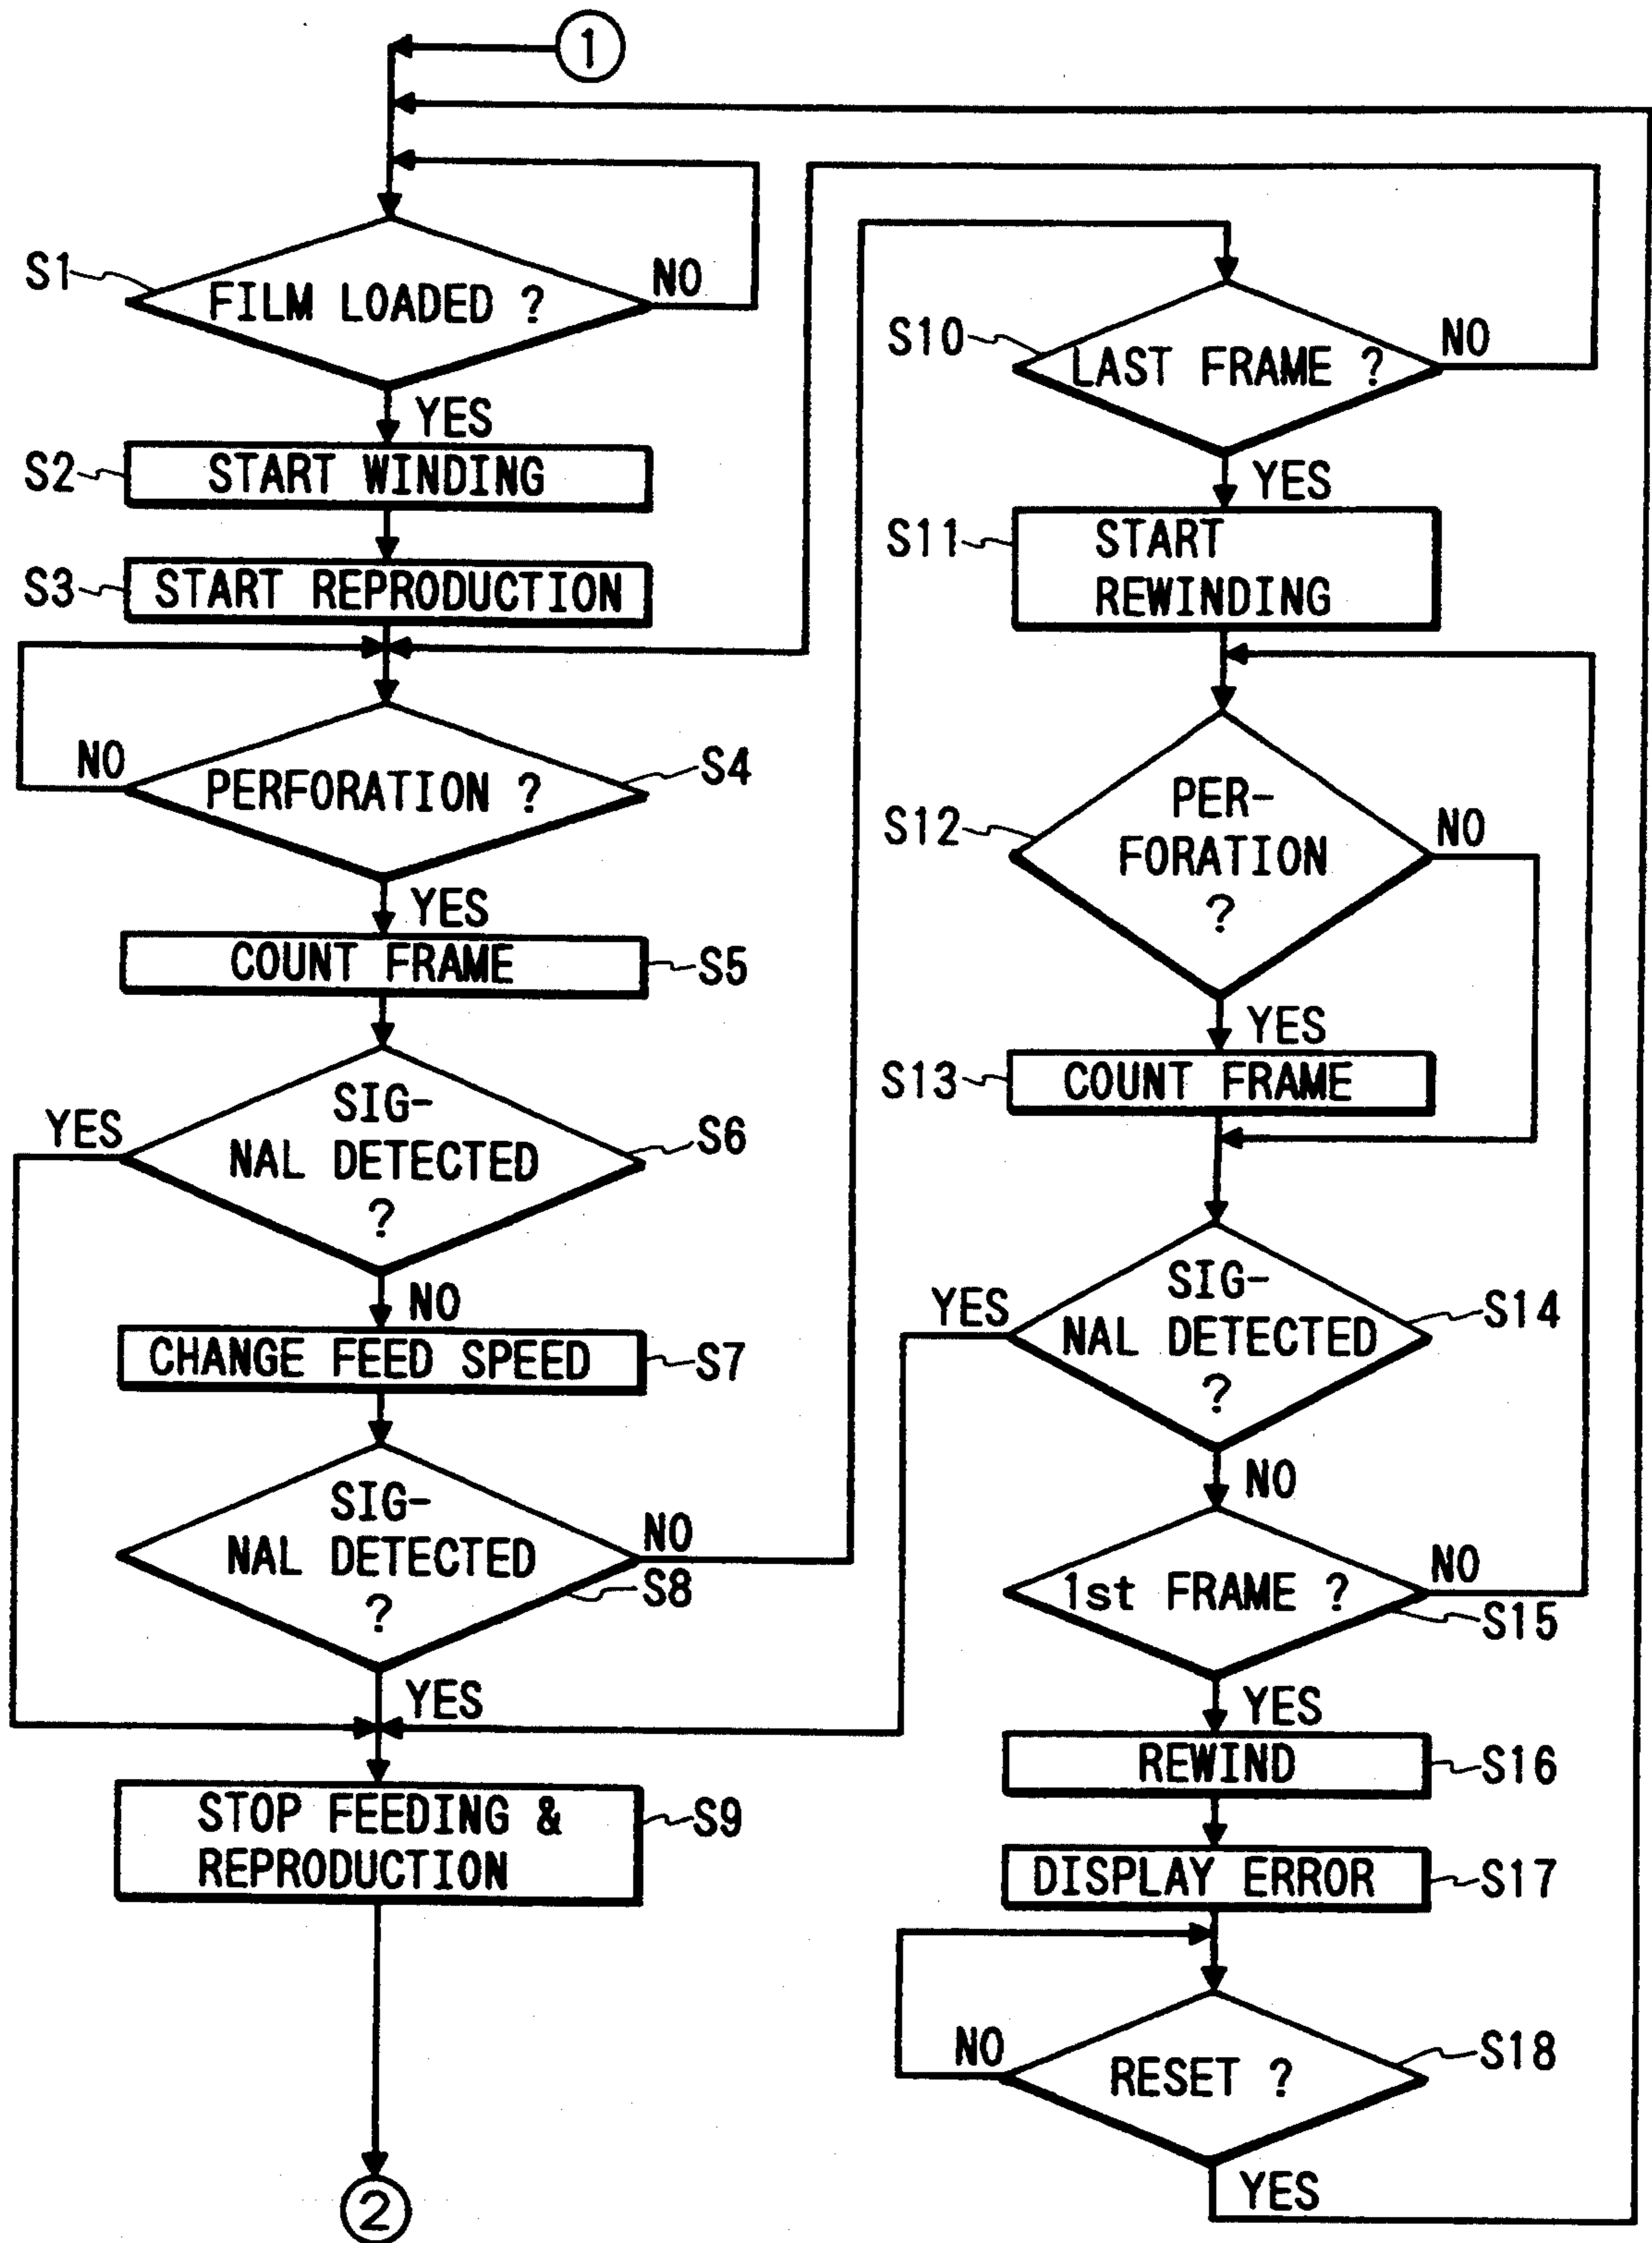 1
S1
FILM LOADED ?
NO
YES
S2
START WINDING
S3
START REPRODUCTION
NO
PERFORATION ?
S4
YES
COUNT FRAME
S5
YES
SIG-
NAL DETECTED
?
S6
NO
CHANGE FEED SPEED
S7
SIG-
NAL DETECTED
?
NO
S8
YES
STOP FEEDING &
REPRODUCTION
S9
2
S10
LAST FRAME ?
NO
YES
S11
START
REWINDING
S12
PER-
FORATION
?
NO
YES
S13
COUNT FRAME
YES
SIG-
NAL DETECTED
?
S14
NO
1st FRAME ?
NO
S15
YES
REWIND
S16
DISPLAY ERROR
S17
NO
RESET ?
S18
YES